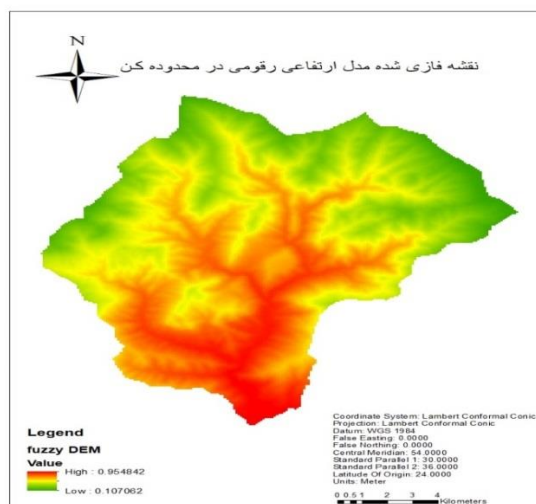 N
نقشه فازی شده مدل ارتفاعی رقومی در محدوده کن
Legend
fuzzy DEM
Value
High : 0.954842
Low : 0.107062
Coordinate System: Lambert Conformal Conic
Projection: Lambert Conformal Conic
Datum: WGS 1984
False Easting: 0.0000
False Northing: 0.0000
Central Meridian: 54.0000
Standard Parallel 1: 30.0000
Standard Parallel 2: 36.0000
Latitude Of Origin: 24.0000
Units: Meter
0 0.5 1 2 3 4
Kilometers